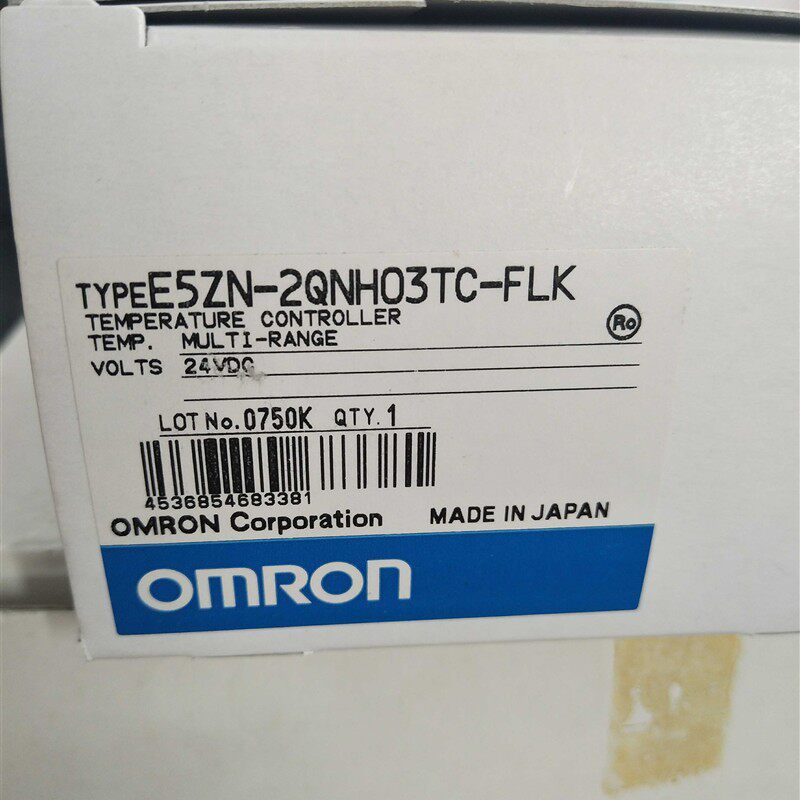 TYPE E5ZN-2QNH03TC-FLK
TEMPERATURE CONTROLLER
Ro
TEMP. MULTI-RANGE
VOLTS 24VDC
LOT No. 0750K QTY. 1
4536854683381
OMRON Corporation MADE IN JAPAN
OMRON